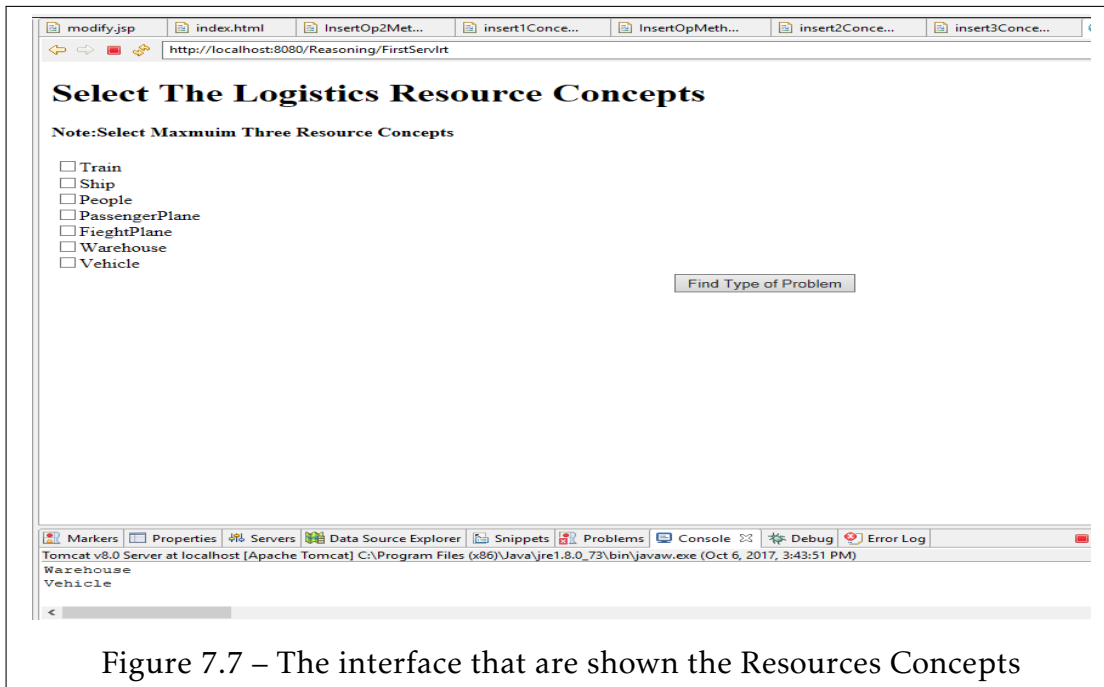 modify.jsp index.html InsertOp2Met... insert1Conce... InsertOpMeth... insert2Conce... insert3Conce...
http://localhost:8080/Reasoning/FirstServlrt
Select The Logistics Resource Concepts
Note:Select Maxmuim Three Resource Concepts
Train
Ship
People
PassengerPlane
FieghtPlane
Warehouse
Vehicle
Find Type of Problem
Markers Properties Servers Data Source Explorer Snippets Problems Console Debug Error Log
Tomcat v8.0 Server at localhost [Apache Tomcat] C:\Program Files (x86)\Java\jre1.8.0_73\bin\javaw.exe (Oct 6, 2017, 3:43:51 PM)
Warehouse
Vehicle
Figure 7.7 – The interface that are shown the Resources Concepts